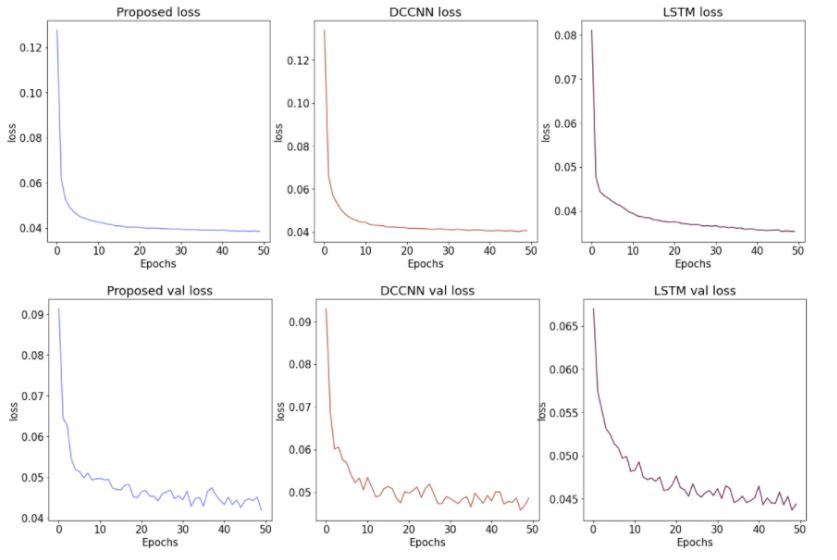 Proposed loss DCCNN loss LSTM loss
0.12 0.12 0.08
0.10 0.10 0.07
0.08 0.08 0.06
0.06 0.06 0.05
0.04 0.04 0.04
loss loss loss
0 10 20 30 40 50 0 10 20 30 40 50 0 10 20 30 40 50
Epochs Epochs Epochs
Proposed val loss DCCNN val loss LSTM val loss
0.09 0.09 0.065
0.08 0.08 0.060
0.07 0.07 0.055
0.06 0.06 0.050
0.05 0.05 0.045
0.04
loss loss loss
0 10 20 30 40 50 0 10 20 30 40 50 0 10 20 30 40 50
Epochs Epochs Epochs